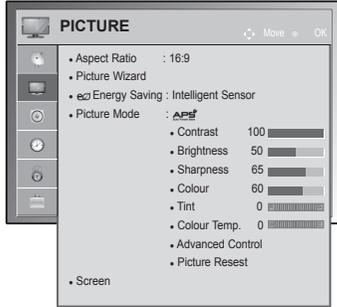 PICTURE
Move OK
• Aspect Ratio : 16:9
• Picture Wizard
• Energy Saving : Intelligent Sensor
• Picture Mode : APS
• Contrast 100
• Brightness 50
• Sharpness 65
• Colour 60
• Tint 0
• Colour Temp. 0
• Advanced Control
• Picture Resest
• Screen